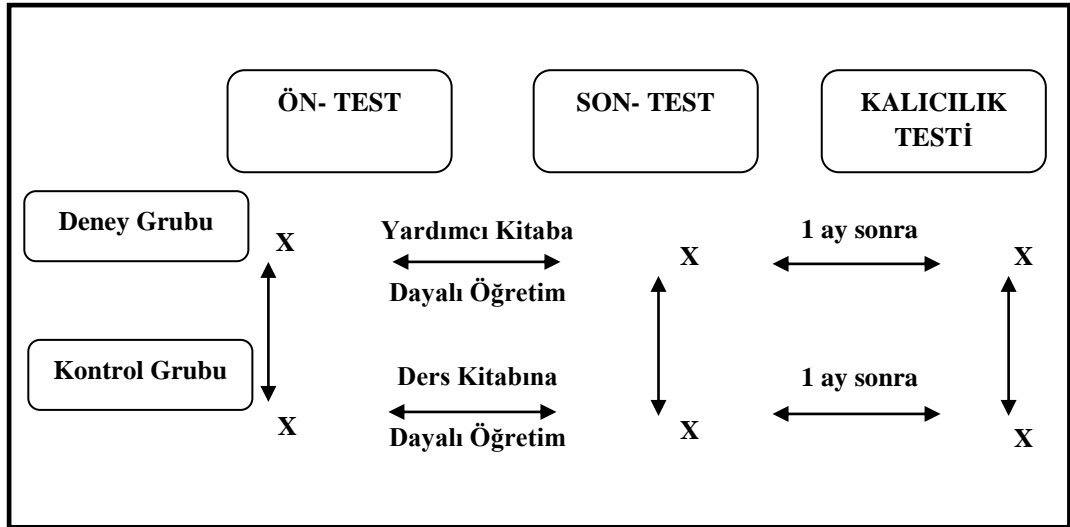 ÖN- TEST
SON- TEST
KALICILIK
TESTİ
Deney Grubu
X
Yardımcı Kitaba
Dayalı Öğretim
X
1 ay sonra
X
Kontrol Grubu
X
Ders Kitabına
Dayalı Öğretim
X
1 ay sonra
X